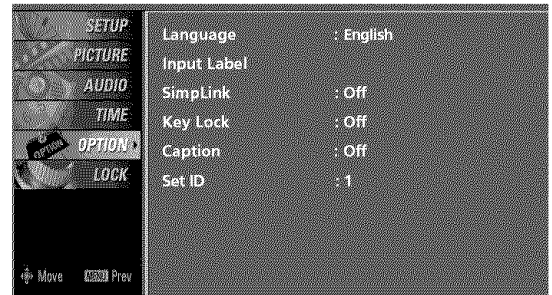 SETUP
PICTURE
AUDIO
TIME
OPTION
OPTION
LOCK
Move MENU Prev
Language : English
Input Label
SimpLink : Off
Key Lock : Off
Caption : Off
Set ID : 1